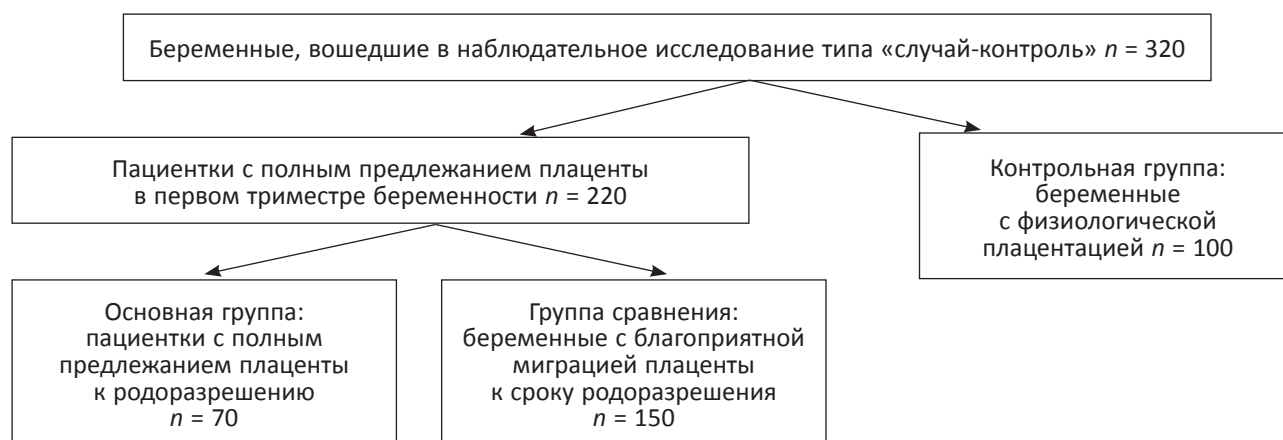 Беременные, вошедшие в наблюдательное исследование типа «случай-контроль» n = 320
Пациентки с полным предлежанием плаценты
в первом триместре беременности n = 220
Контрольная группа:
беременные
с физиологической
плацентацией n = 100
Основная группа:
пациентки с полным
предлежанием плаценты
к родоразрешению
n = 70
Группа сравнения:
беременные с благоприятной
миграцией плаценты
к сроку родоразрешения
n = 150